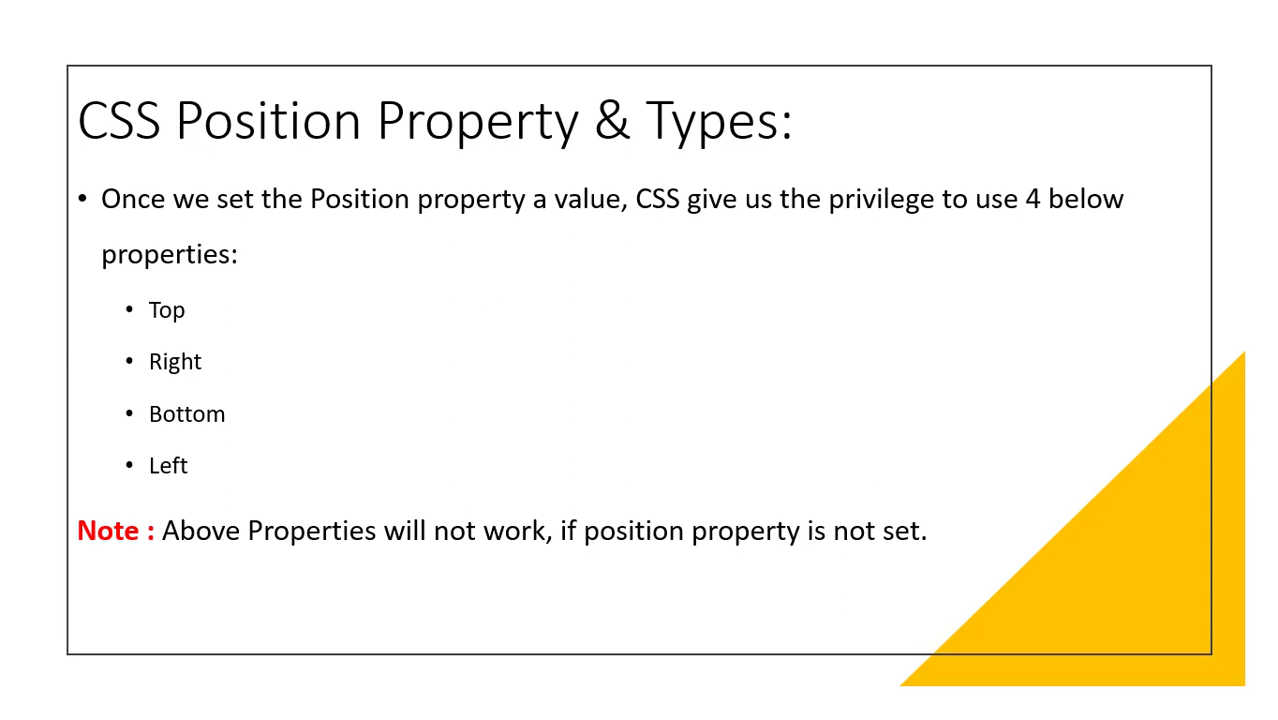 CSS Position Property & Types:
• Once we set the Position property a value, CSS give us the privilege to use 4 below
properties:
• Top
• Right
• Bottom
• Left
Note : Above Properties will not work, if position property is not set.